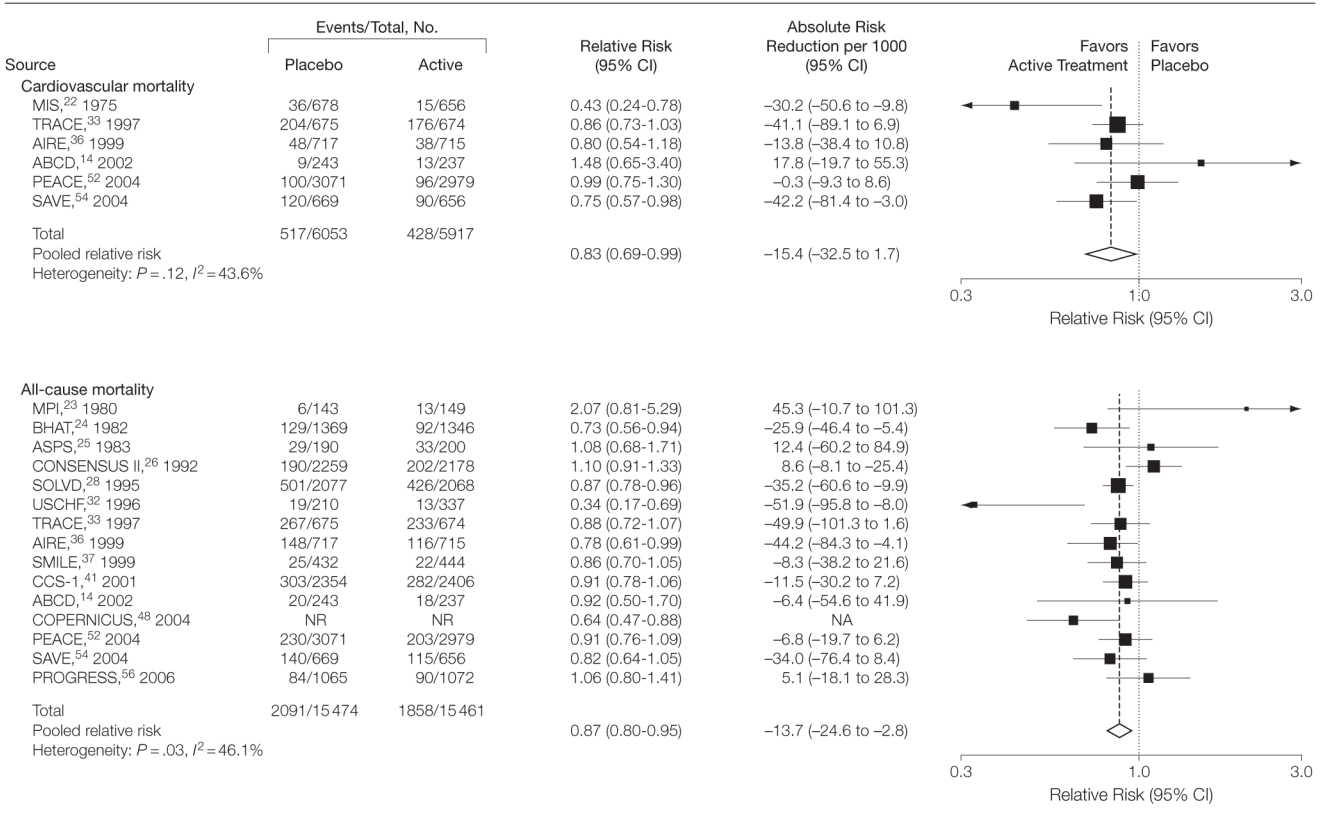 Events/Total, No.
Source Placebo Active Relative Risk (95% CI) Absolute Risk Reduction per 1000 (95% CI) Favors Active Treatment Favors Placebo
Cardiovascular mortality
MIS,22 1975 36/678 15/656 0.43 (0.24-0.78) −30.2 (−50.6 to −9.8)
TRACE,33 1997 204/675 176/674 0.86 (0.73-1.03) −41.1 (−89.1 to 6.9)
AIRE,36 1999 48/717 38/715 0.80 (0.54-1.18) −13.8 (−38.4 to 10.8)
ABCD,14 2002 9/243 13/237 1.48 (0.65-3.40) 17.8 (−19.7 to 55.3)
PEACE,52 2004 100/3071 96/2979 0.99 (0.75-1.30) −0.3 (−9.3 to 8.6)
SAVE,54 2004 120/669 90/656 0.75 (0.57-0.98) −42.2 (−81.4 to −3.0)
Total 517/6053 428/5917
Pooled relative risk 0.83 (0.69-0.99) −15.4 (−32.5 to 1.7)
Heterogeneity: P = .12, I2 = 43.6%
0.3 1.0 3.0
Relative Risk (95% CI)
All-cause mortality
MPI,23 1980 6/143 13/149 2.07 (0.81-5.29) 45.3 (−10.7 to 101.3)
BHAT,24 1982 129/1369 92/1346 0.73 (0.56-0.94) −25.9 (−46.4 to −5.4)
ASPS,25 1983 29/190 33/200 1.08 (0.68-1.71) 12.4 (−60.2 to 84.9)
CONSENSUS II,26 1992 190/2259 202/2178 1.10 (0.91-1.33) 8.6 (−8.1 to −25.4)
SOLVD,28 1995 501/2077 426/2068 0.87 (0.78-0.96) −35.2 (−60.6 to −9.9)
USCHF,32 1996 19/210 13/337 0.34 (0.17-0.69) −51.9 (−95.8 to −8.0)
TRACE,33 1997 267/675 233/674 0.88 (0.72-1.07) −49.9 (−101.3 to 1.6)
AIRE,36 1999 148/717 116/715 0.78 (0.61-0.99) −44.2 (−84.3 to −4.1)
SMILE,37 1999 25/432 22/444 0.86 (0.70-1.05) −8.3 (−38.2 to 21.6)
CCS-1,41 2001 303/2354 282/2406 0.91 (0.78-1.06) −11.5 (−30.2 to 7.2)
ABCD,14 2002 20/243 18/237 0.92 (0.50-1.70) −6.4 (−54.6 to 41.9)
COPERNICUS,48 2004 NR NR 0.64 (0.47-0.88) NA
PEACE,52 2004 230/3071 203/2979 0.91 (0.76-1.09) −6.8 (−19.7 to 6.2)
SAVE,54 2004 140/669 115/656 0.82 (0.64-1.05) −34.0 (−76.4 to 8.4)
PROGRESS,56 2006 84/1065 90/1072 1.06 (0.80-1.41) 5.1 (−18.1 to 28.3)
Total 2091/15 474 1858/15 461
Pooled relative risk 0.87 (0.80-0.95) −13.7 (−24.6 to −2.8)
Heterogeneity: P = .03, I2 = 46.1%
0.3 1.0 3.0
Relative Risk (95% CI)